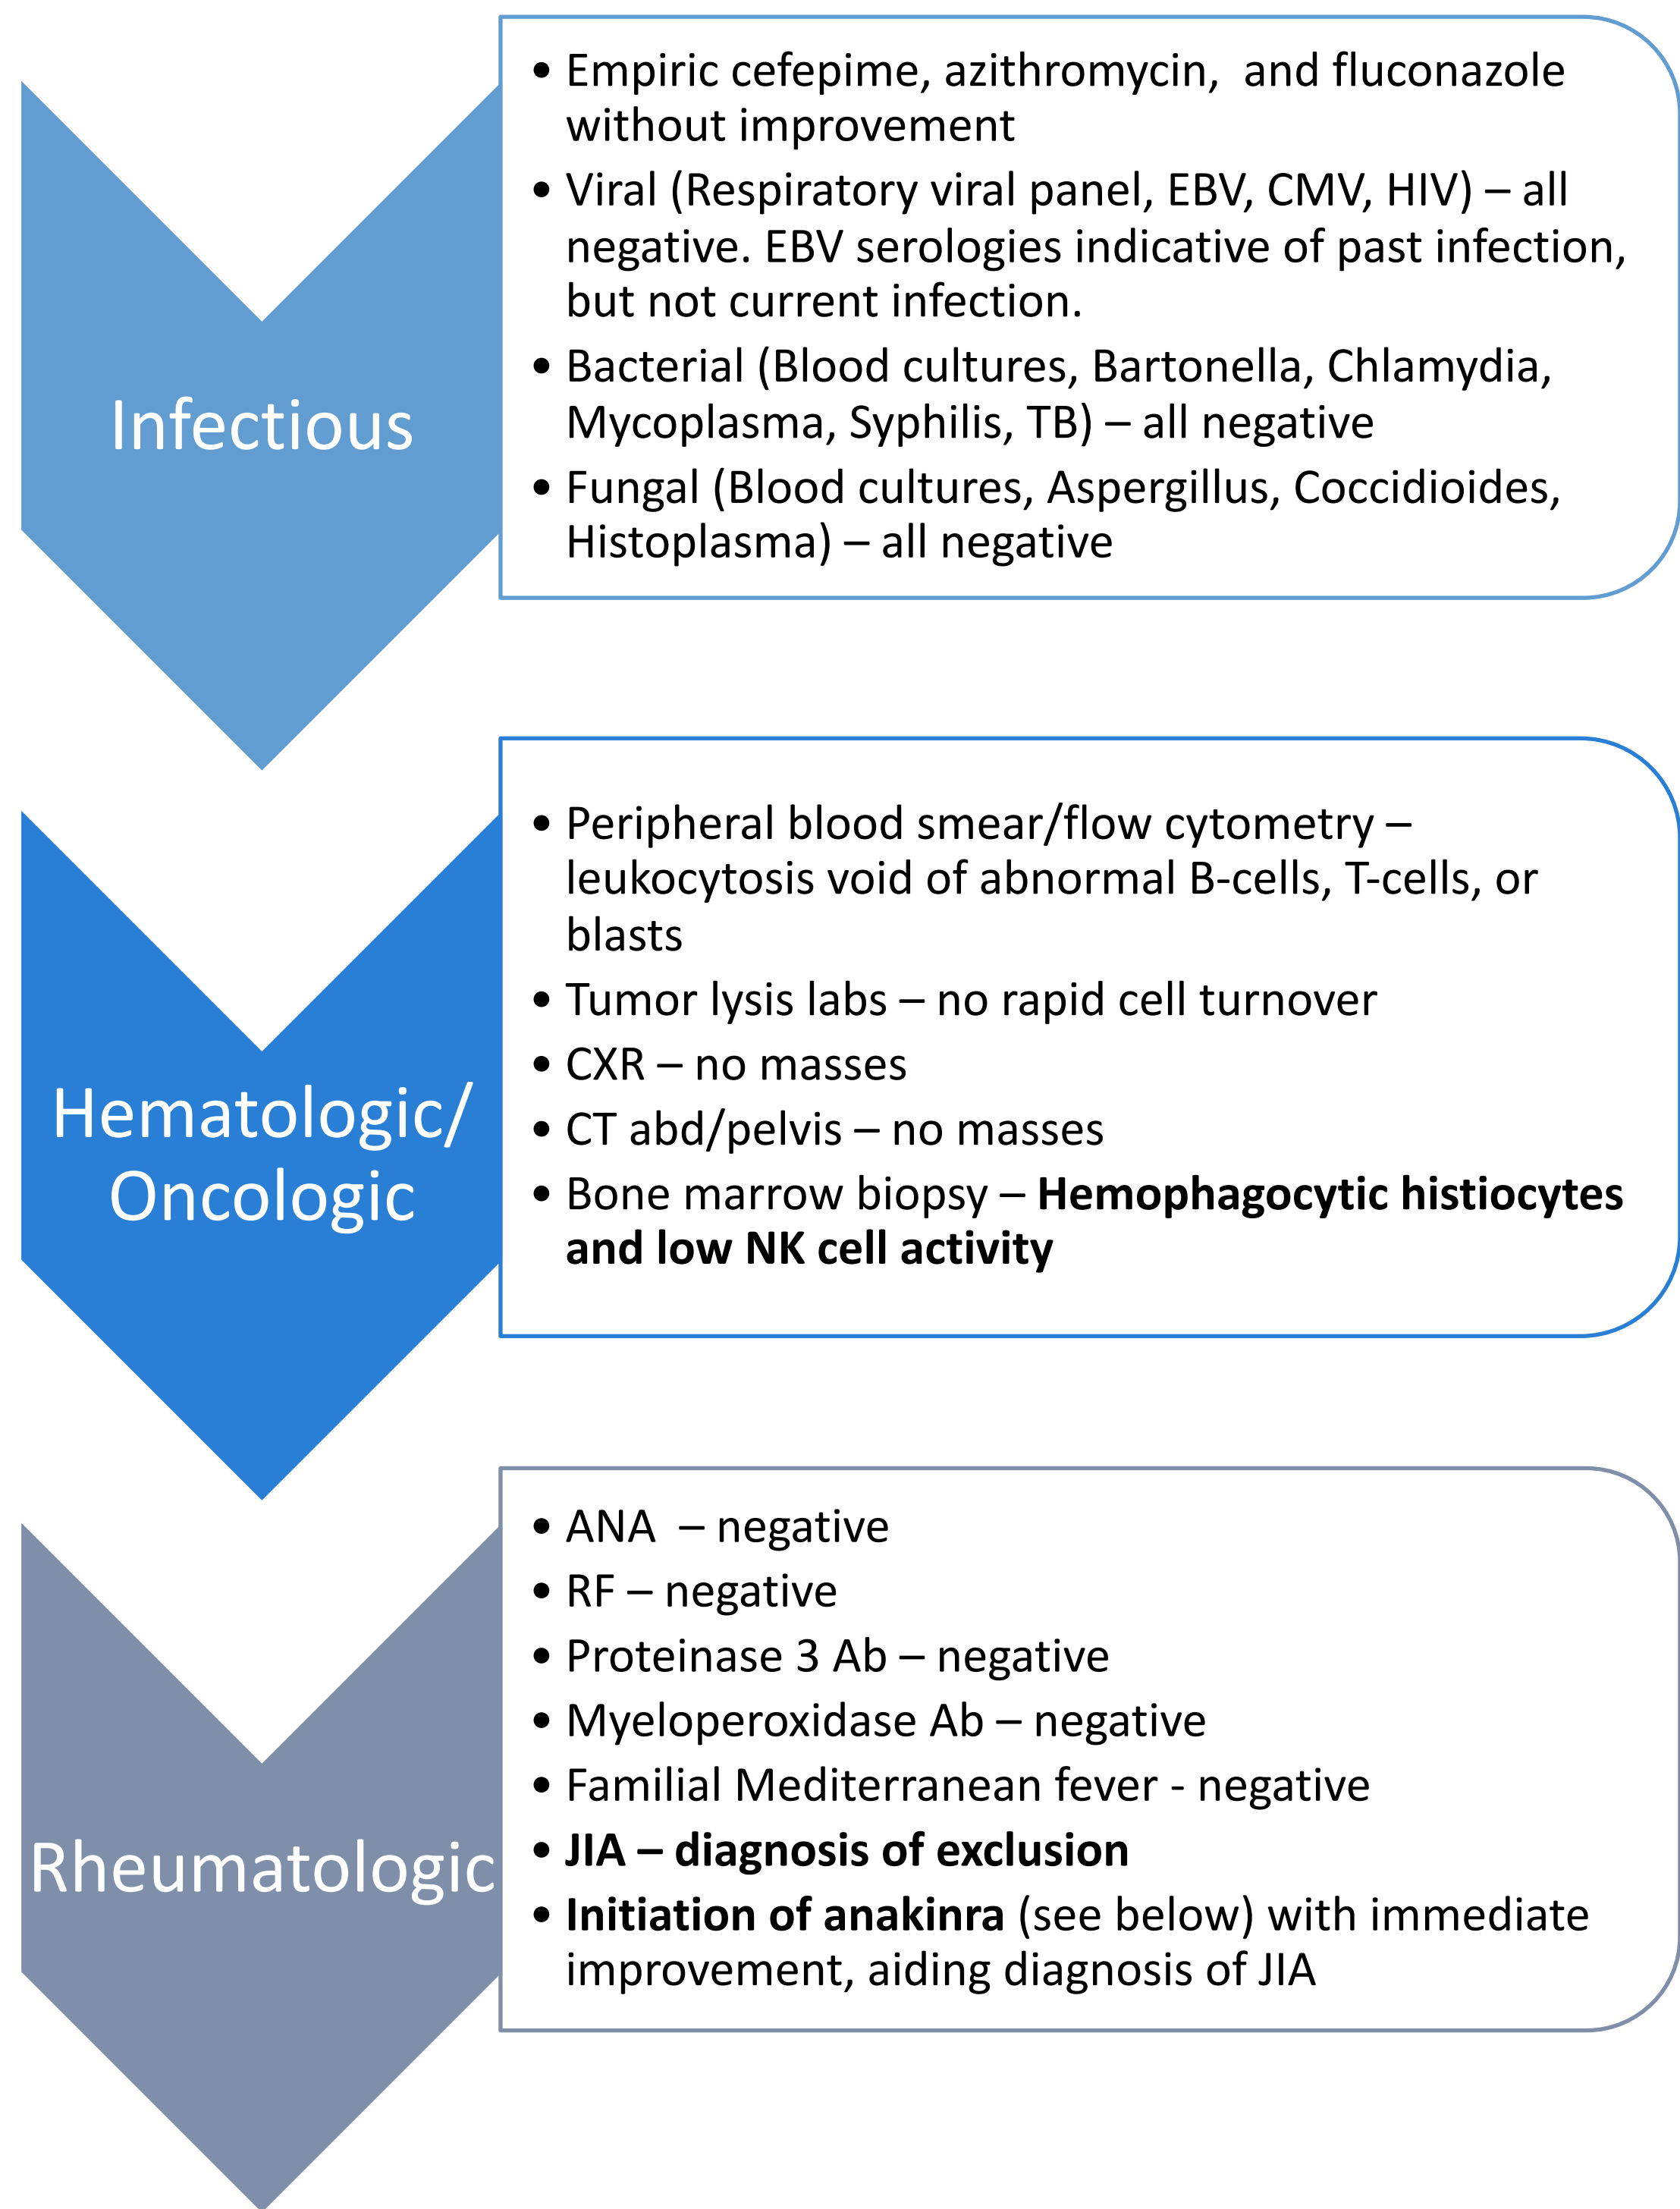 Infectious
• Empiric cefepime, azithromycin,  and fluconazole
without improvement
• Viral (Respiratory viral panel, EBV, CMV, HIV) – all
negative. EBV serologies indicative of past infection,
but not current infection.
• Bacterial (Blood cultures, Bartonella, Chlamydia,
Mycoplasma, Syphilis, TB) – all negative
• Fungal (Blood cultures, Aspergillus, Coccidioides,
Histoplasma) – all negative
Hematologic/
Oncologic
• Peripheral blood smear/flow cytometry –
leukocytosis void of abnormal B-cells, T-cells, or
blasts
• Tumor lysis labs – no rapid cell turnover
• CXR – no masses
• CT abd/pelvis – no masses
• Bone marrow biopsy – Hemophagocytic histiocytes
and low NK cell activity
Rheumatologic
• ANA  – negative
• RF – negative
• Proteinase 3 Ab – negative
• Myeloperoxidase Ab – negative
• Familial Mediterranean fever - negative
• JIA – diagnosis of exclusion
• Initiation of anakinra (see below) with immediate
improvement, aiding diagnosis of JIA